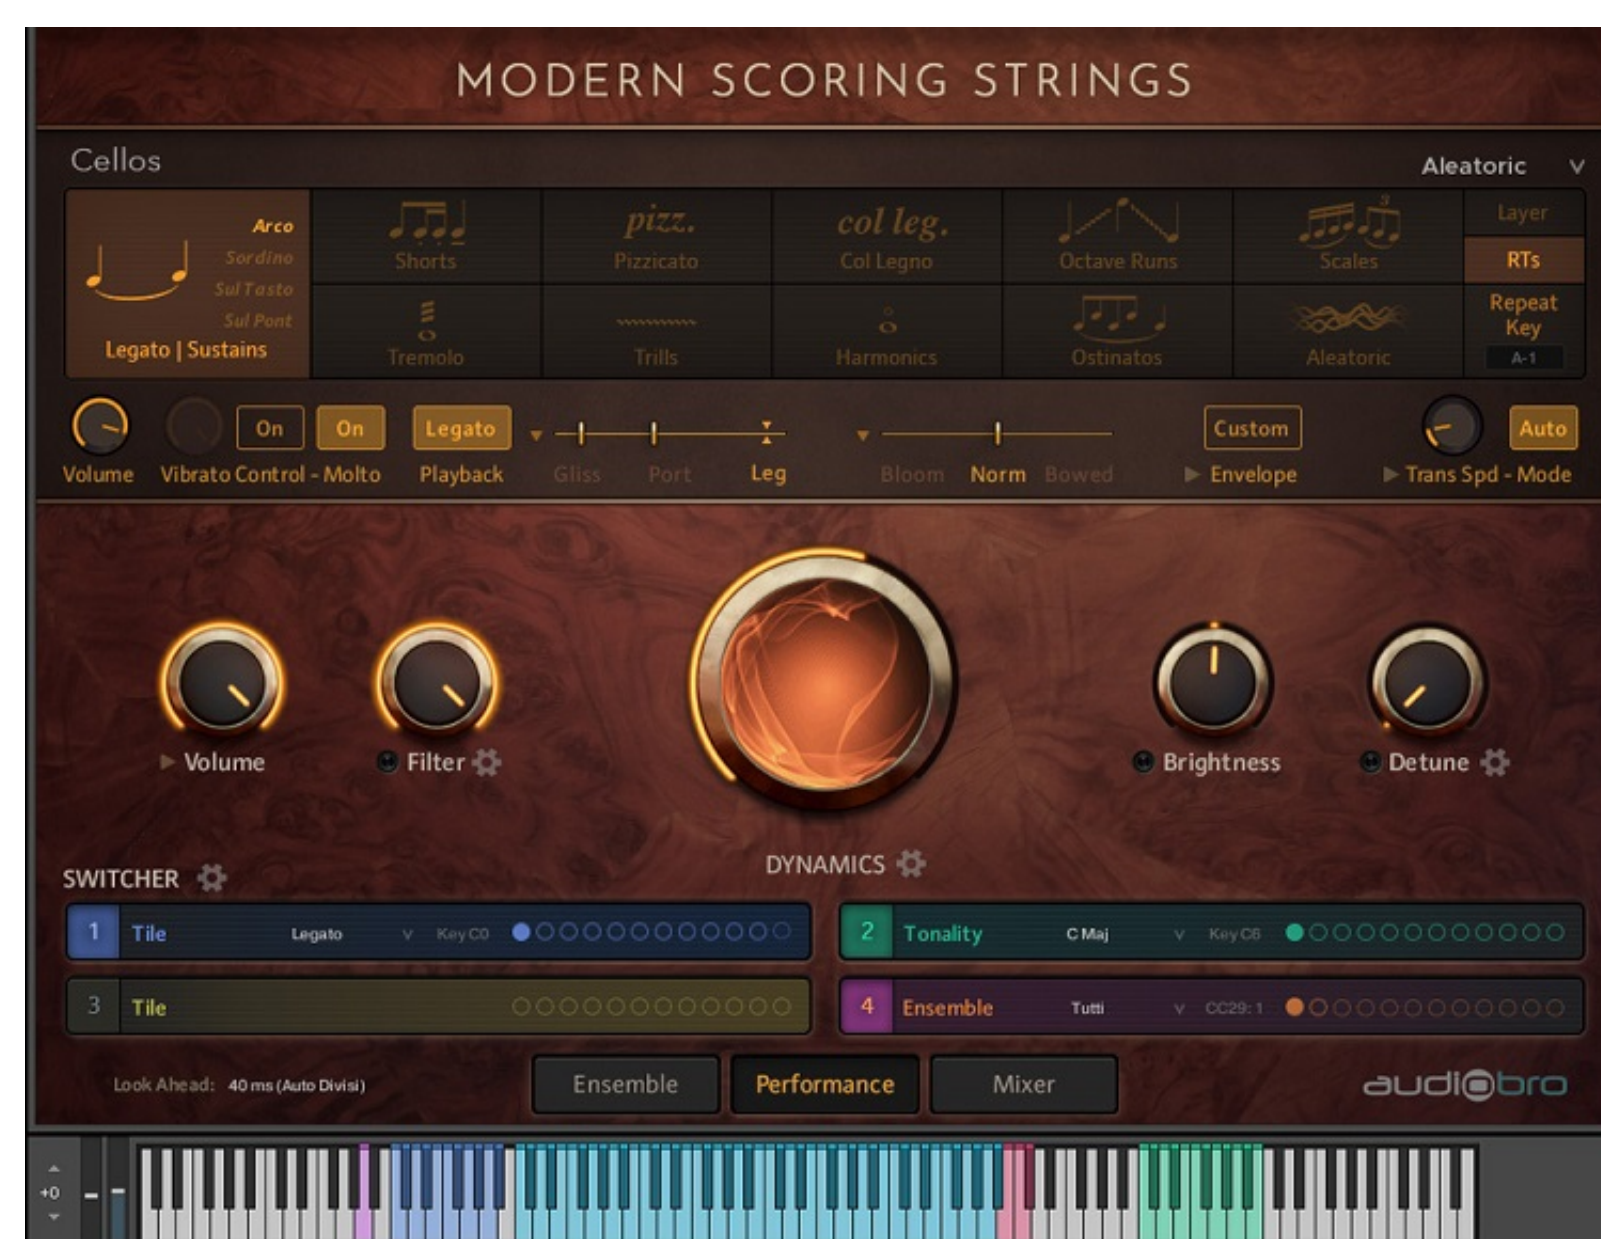 MODERN SCORING STRINGS
Cellos
Aleatoric
Arco
Sordino
Sul Tasto
Sul Pont
Legato | Sustains
Shorts
pizz.
Pizzicato
col leg.
Col Legno
Octave Runs
3
Scales
Layer
RTs
Tremolo
Trills
Harmonics
Ostinatos
Aleatoric
Repeat
Key
A-1
On
On
Legato
Custom
Auto
Volume
Vibrato Control - Molto
Playback
Gliss
Port
Leg
Bloom
Norm
Bowed
Envelope
Trans Spd - Mode
Volume
Filter
Brightness
Detune
DYNAMICS
SWITCHER
1 Tile Legato Key C0
2 Tonality C Maj Key C6
3 Tile
4 Ensemble Tutti CC29: 1
Look Ahead: 40 ms (Auto Divisi)
Ensemble
Performance
Mixer
audiobro
+0